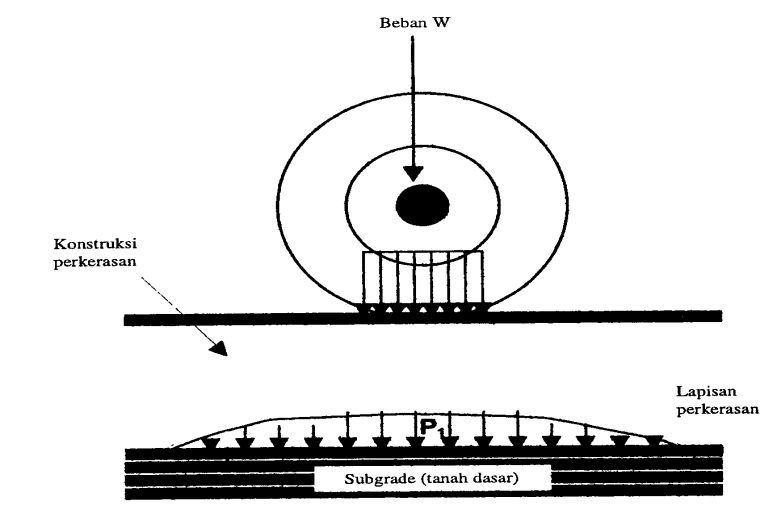 Beban W
Konstruksi
perkerasan
Lapisan
perkerasan
P₁
Subgrade (tanah dasar)